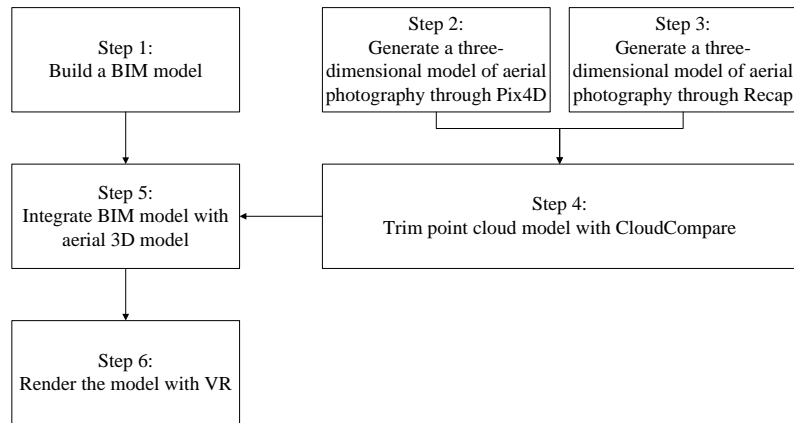 Step 1:
Build a BIM model
Step 2:
Generate a three-
dimensional model of aerial
photography through Pix4D
Step 3:
Generate a three-
dimensional model of aerial
photography through Recap
Step 4:
Trim point cloud model with CloudCompare
Step 5:
Integrate BIM model with
aerial 3D model
Step 6:
Render the model with VR